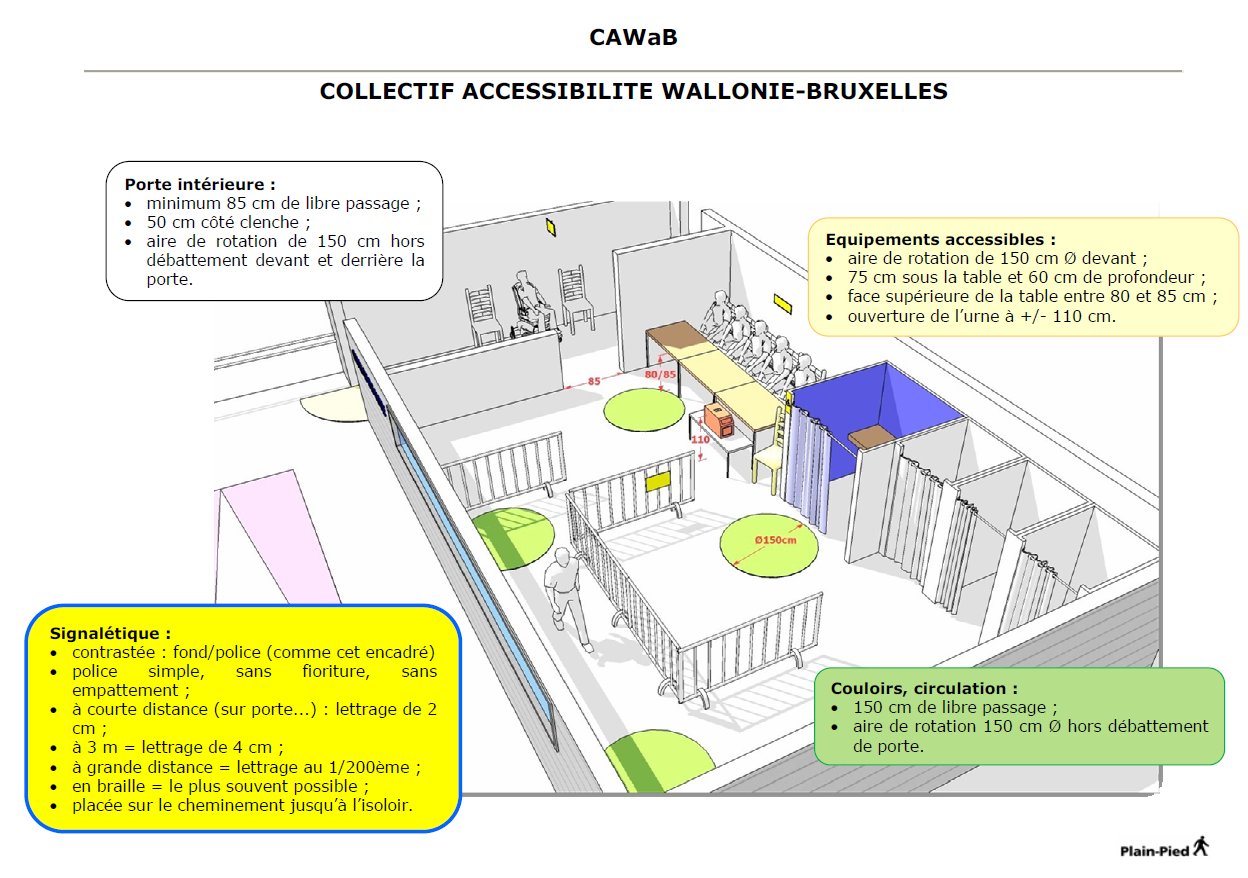 CAWaB
COLLECTIF ACCESSIBILITE WALLONIE-BRUXELLES
Porte intérieure :
• minimum 85 cm de libre passage ;
• 50 cm côté clenche ;
• aire de rotation de 150 cm hors
débattement devant et derrière la
porte.
Equipements accessibles :
• aire de rotation de 150 cm Ø devant ;
• 75 cm sous la table et 60 cm de profondeur ;
• face supérieure de la table entre 80 et 85 cm ;
• ouverture de l’urne à +/- 110 cm.
85
80/85
110
Ø150cm
Signalétique :
• contrastée : fond/police (comme cet encadré)
• police simple, sans fioriture, sans
empattement ;
• à courte distance (sur porte…) : lettrage de 2
cm ;
• à 3 m = lettrage de 4 cm ;
• à grande distance = lettrage au 1/200ème ;
• en braille = le plus souvent possible ;
• placée sur le cheminement jusqu’à l’isoloir.
Couloirs, circulation :
• 150 cm de libre passage ;
• aire de rotation 150 cm Ø hors débattement
de porte.
Plain-Pied